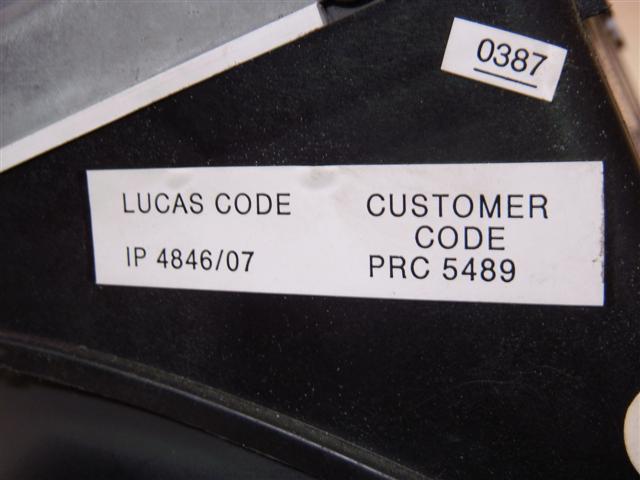 0387
LUCAS CODE
IP 4846/07
CUSTOMER
CODE
PRC 5489